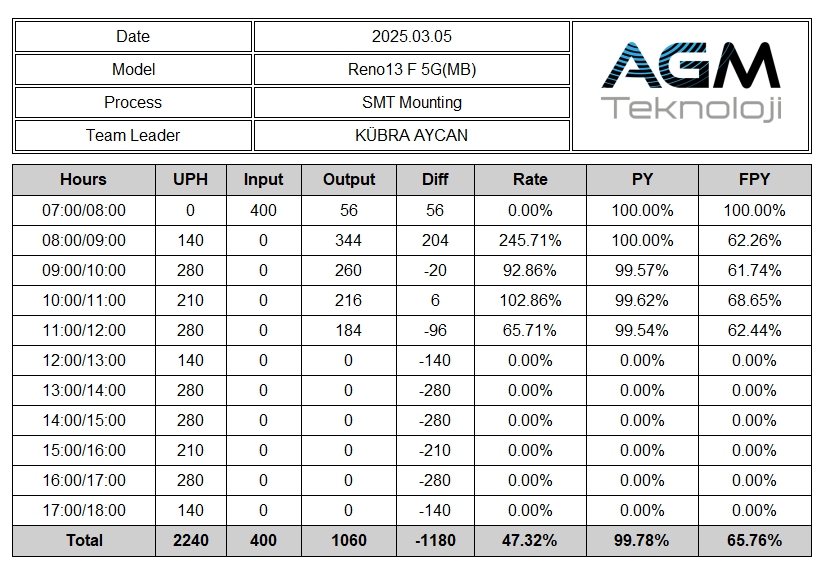 Date 2025.03.05
Model Reno13 F 5G(MB)
Process SMT Mounting
Team Leader KÜBRA AYCAN
AGM
Teknoloji
Hours UPH Input Output Diff Rate PY FPY
07:00/08:00 0 400 56 56 0.00% 100.00% 100.00%
08:00/09:00 140 0 344 204 245.71% 100.00% 62.26%
09:00/10:00 280 0 260 -20 92.86% 99.57% 61.74%
10:00/11:00 210 0 216 6 102.86% 99.62% 68.65%
11:00/12:00 280 0 184 -96 65.71% 99.54% 62.44%
12:00/13:00 140 0 0 -140 0.00% 0.00% 0.00%
13:00/14:00 280 0 0 -280 0.00% 0.00% 0.00%
14:00/15:00 280 0 0 -280 0.00% 0.00% 0.00%
15:00/16:00 210 0 0 -210 0.00% 0.00% 0.00%
16:00/17:00 280 0 0 -280 0.00% 0.00% 0.00%
17:00/18:00 140 0 0 -140 0.00% 0.00% 0.00%
Total 2240 400 1060 -1180 47.32% 99.78% 65.76%